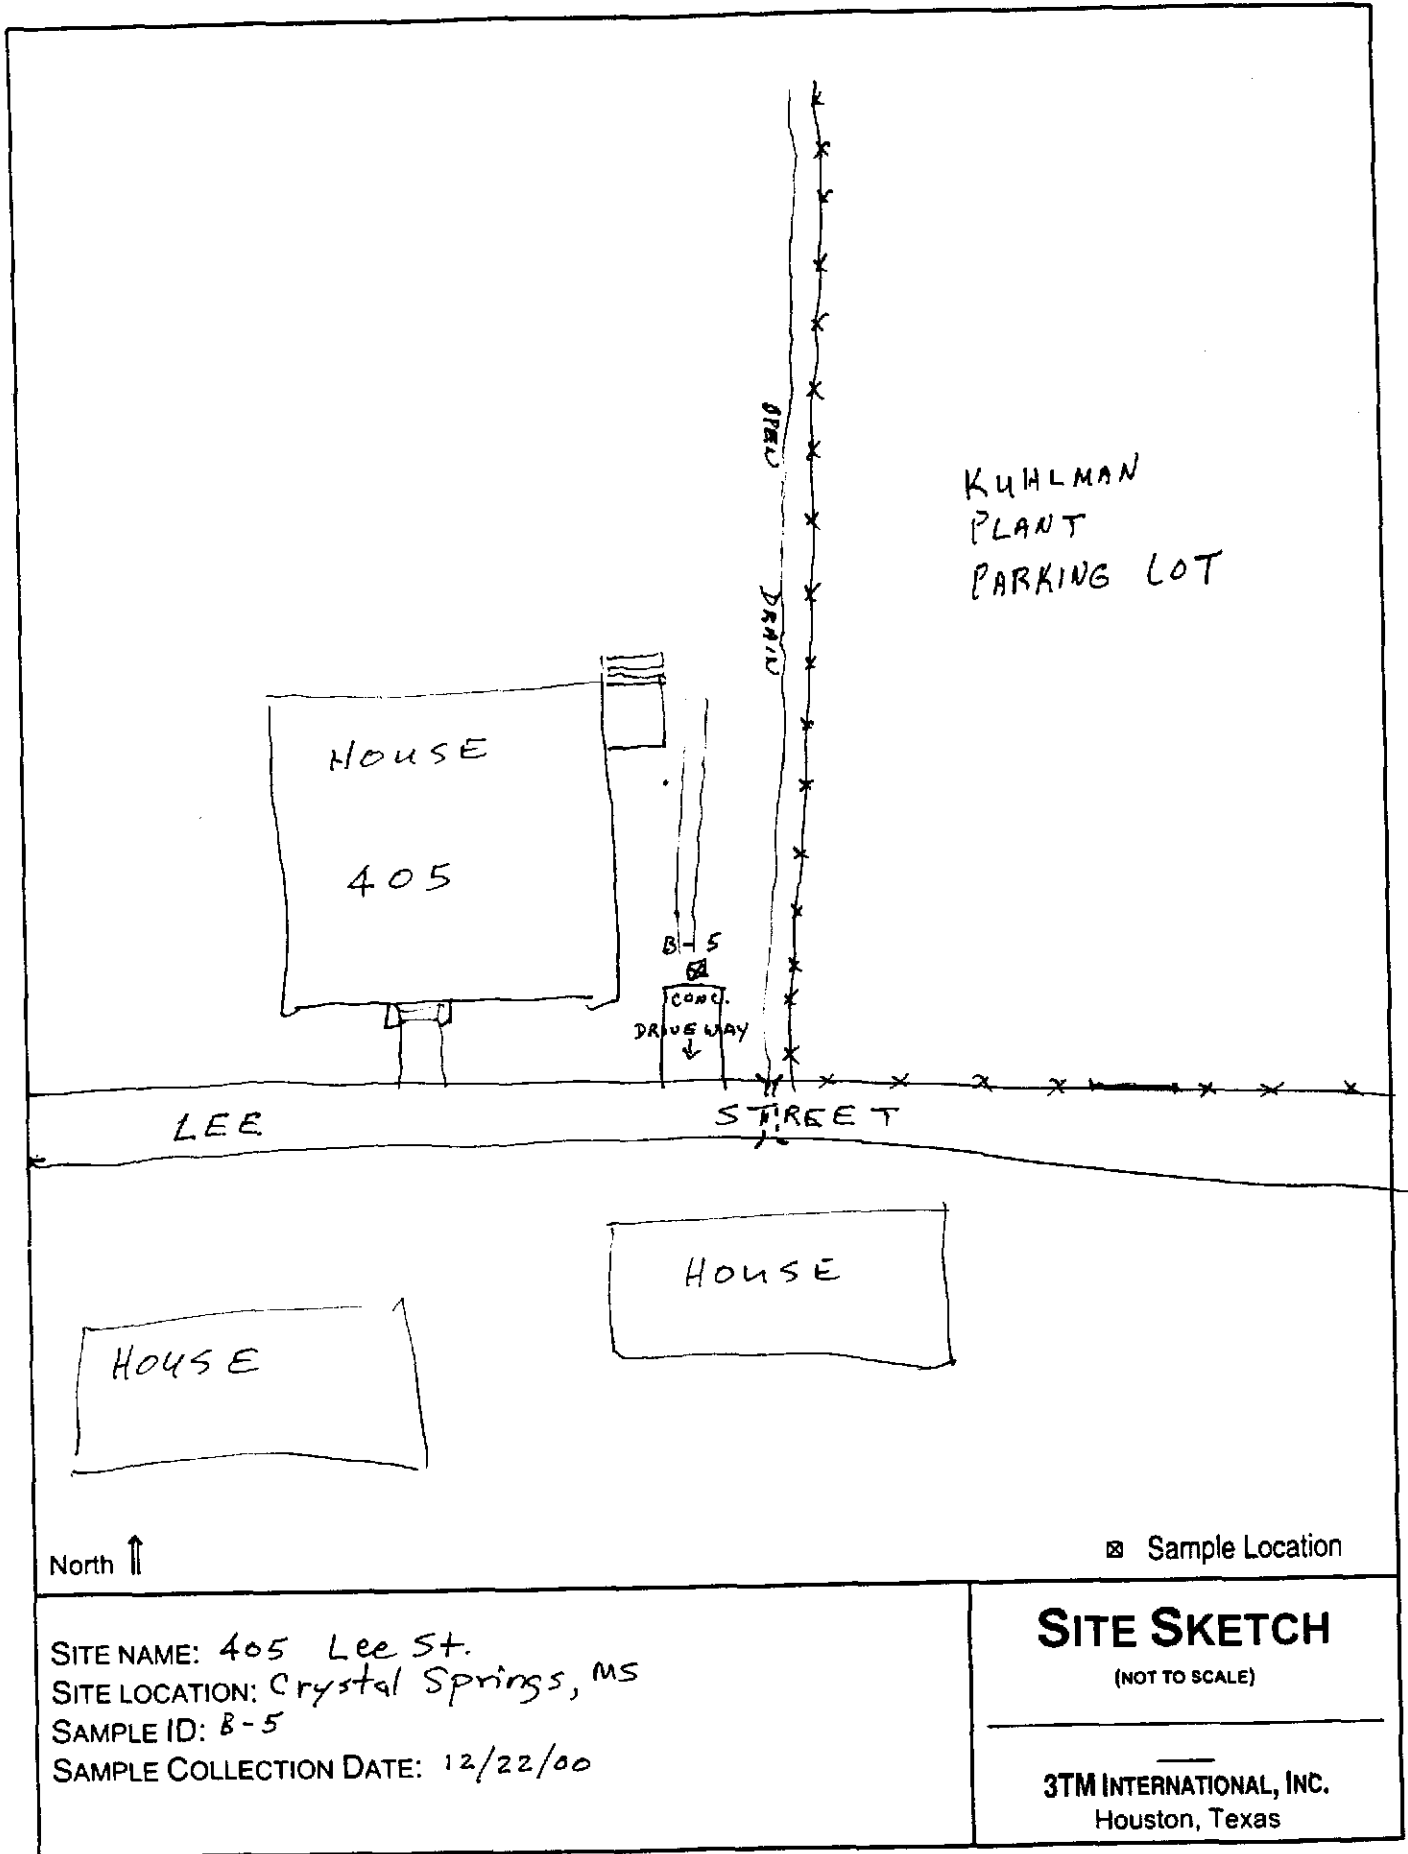 OPEN DRAIN
KUHLMAN
PLANT
PARKING LOT
HOUSE
405
B-5
CONC.
DRIVEWAY
LEE STREET
HOUSE
HOUSE
North
Sample Location
SITE NAME: 405 Lee St.
SITE LOCATION: Crystal Springs, MS
SAMPLE ID: B-5
SAMPLE COLLECTION DATE: 12/22/00
SITE SKETCH
(NOT TO SCALE)
3TM INTERNATIONAL, INC.
Houston, Texas